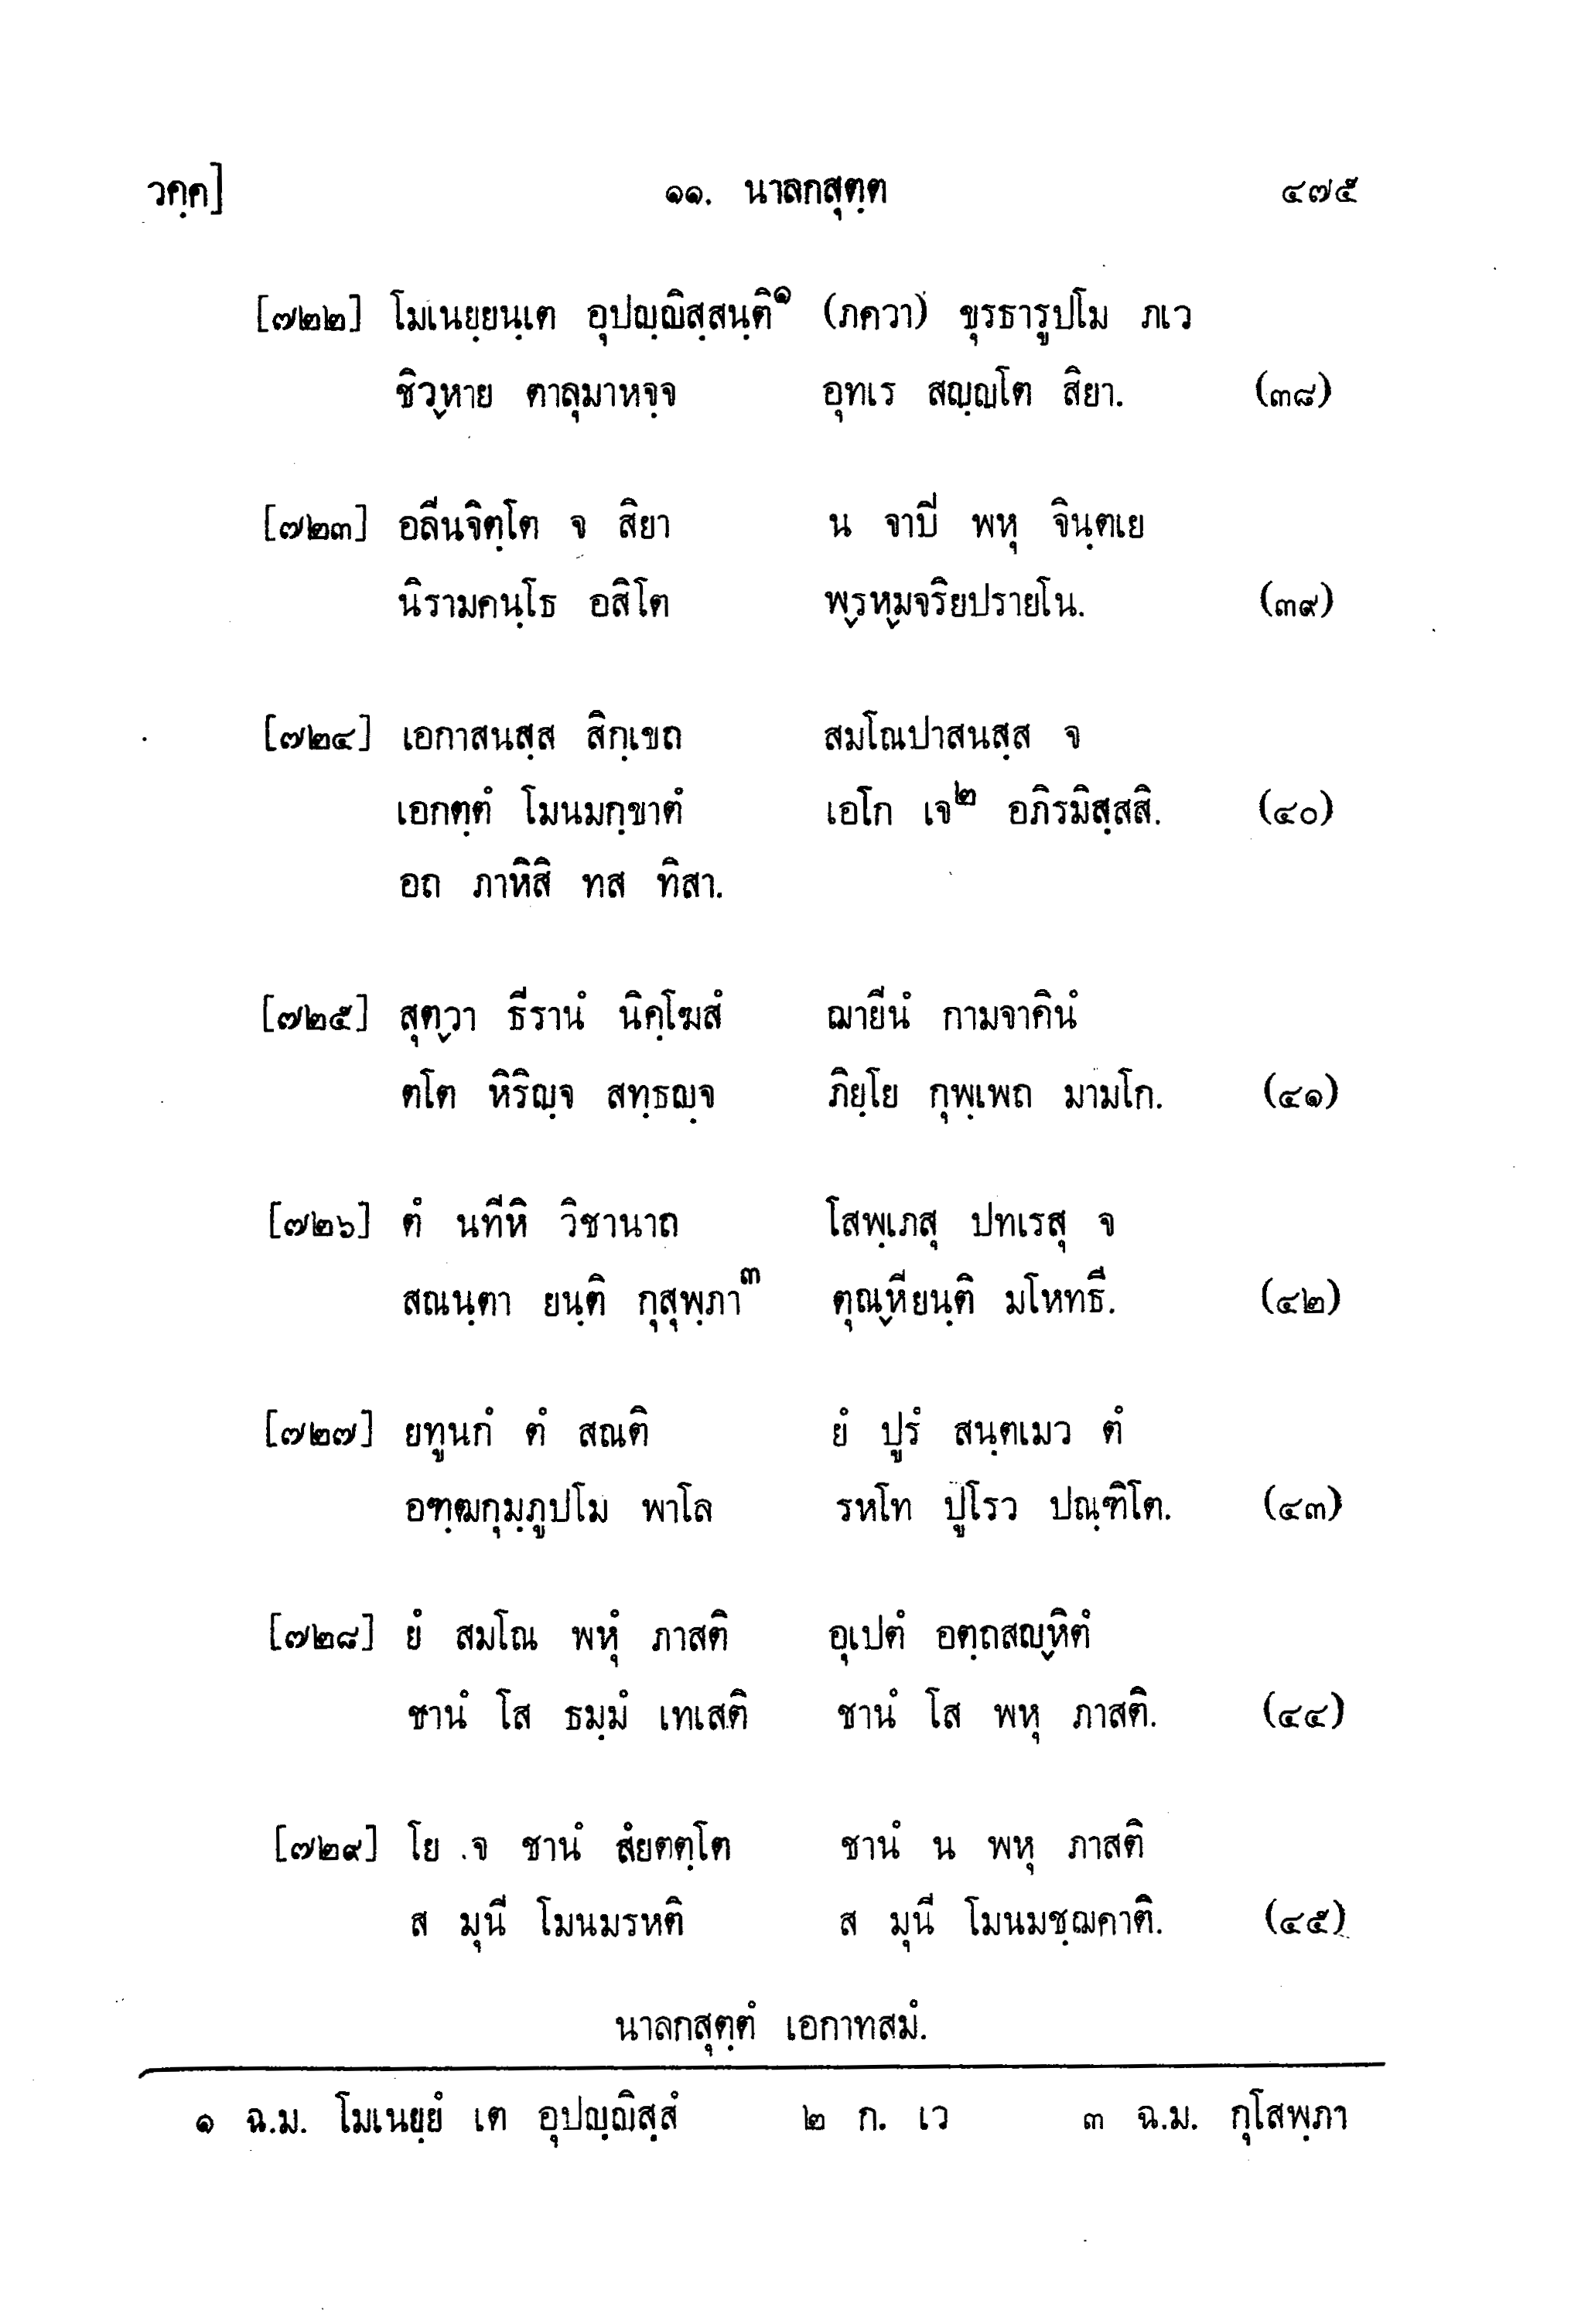 วคฺค] ๑๑. นาลกสุตฺต ๔๗๕
[๗๒๒] โมเนยฺยนฺเต อุปญฺญิสฺสนฺติ๑ (ภควา) ขุรธารูปโม ภเว
ชิวฺหาย ตาลุมาหจฺจ อุทเร สญฺญโต สิยา. (๓๘)
[๗๒๓] อลีนจิตฺโต จ สิยา น จาปี พหุ จินฺตเย
นิรามคนฺโธ อสิโต พฺรหฺมจริยปรายโน. (๓๙)
[๗๒๔] เอกาสนสฺส สิกฺเขถ สมโณปาสนสฺส จ
เอกตฺตํ โมนมกฺขาตํ เอโก เจ๒ อภิรมิสฺสสิ. (๔๐)
อถ ภาหิสิ ทส ทิสา.
[๗๒๕] สุตฺวา ธีรานํ นิคฺโฆสํ ฌายีนํ กามจาคินํ
ตโต หิริญฺจ สทฺธญฺจ ภิยฺโย กุพฺเพถ มามโก. (๔๑)
[๗๒๖] ตํ นทีหิ วิชานาถ โสพฺเภสุ ปทเรสุ จ
สณนฺตา ยนฺติ กุสุพฺภา๓ ตุณฺหียนฺติ มโหทธี. (๔๒)
[๗๒๗] ยทูนกํ ตํ สณติ ยํ ปูรํ สนฺตเมว ตํ
อฑฺฒกุมฺภูปโม พาโล รหโท ปูโรว ปณฺฑิโต. (๔๓)
[๗๒๘] ยํ สมโณ พหุํ ภาสติ อุเปตํ อตฺถสญฺหิตํ
ชานํ โส ธมฺมํ เทเสติ ชานํ โส พหุ ภาสติ. (๔๔)
[๗๒๙] โย จ ชานํ สํยตตฺโต ชานํ น พหุ ภาสติ
ส มุนี โมนมรหติ ส มุนี โมนมชฺฌคาติ. (๔๕)
นาลกสุตฺตํ เอกาทสมํ.
๑ ฉ.ม. โมเนยฺยํ เต อุปญฺญิสฺสํ ๒ ก. เว ๓ ฉ.ม. กุโสพฺภา